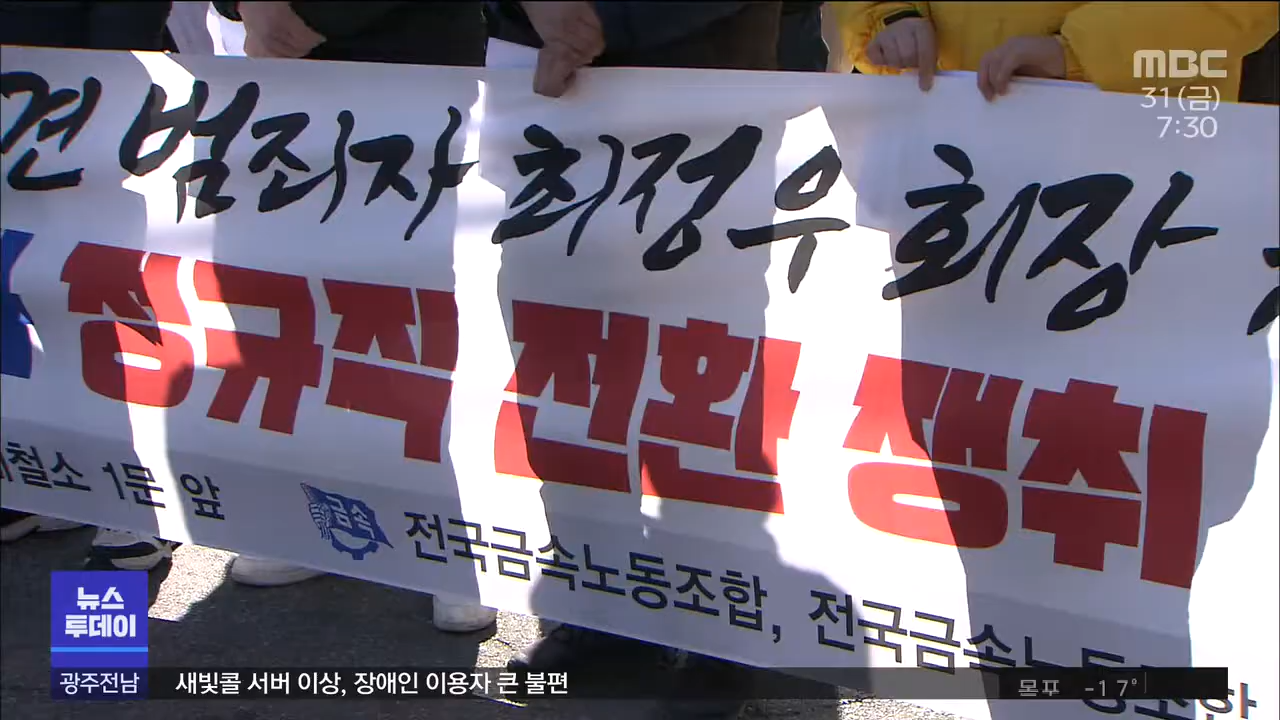 MBC
31(금)
7:30
견 범죄자 최정우 회장
정규직 전환 쟁취
철소 1문 앞
금속
전국금속노동조합, 전국금속노동조합
뉴스
투데이
광주전남
새빛콜 서버 이상, 장애인 이용자 큰 불편
목포 -1.7°